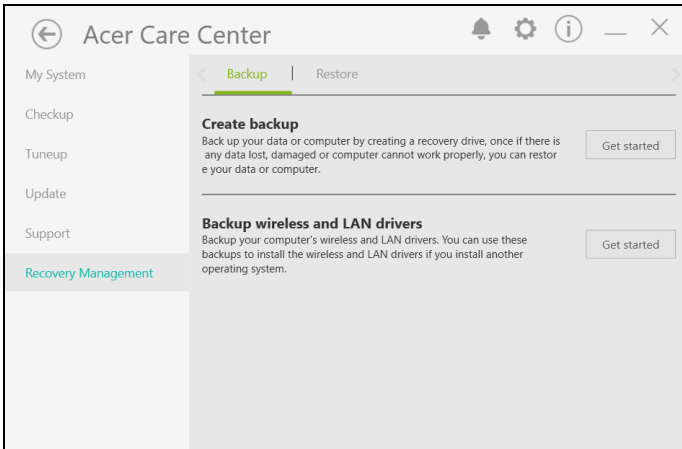 Acer Care Center
My System
Checkup
Tuneup
Update
Support
Recovery Management
Backup
Restore
Create backup
Back up your data or computer by creating a recovery drive, once if there is
any data lost, damaged or computer cannot work properly, you can restor
e your data or computer.
Get started
Backup wireless and LAN drivers
Backup your computer's wireless and LAN drivers. You can use these
backups to install the wireless and LAN drivers if you install another
operating system.
Get started